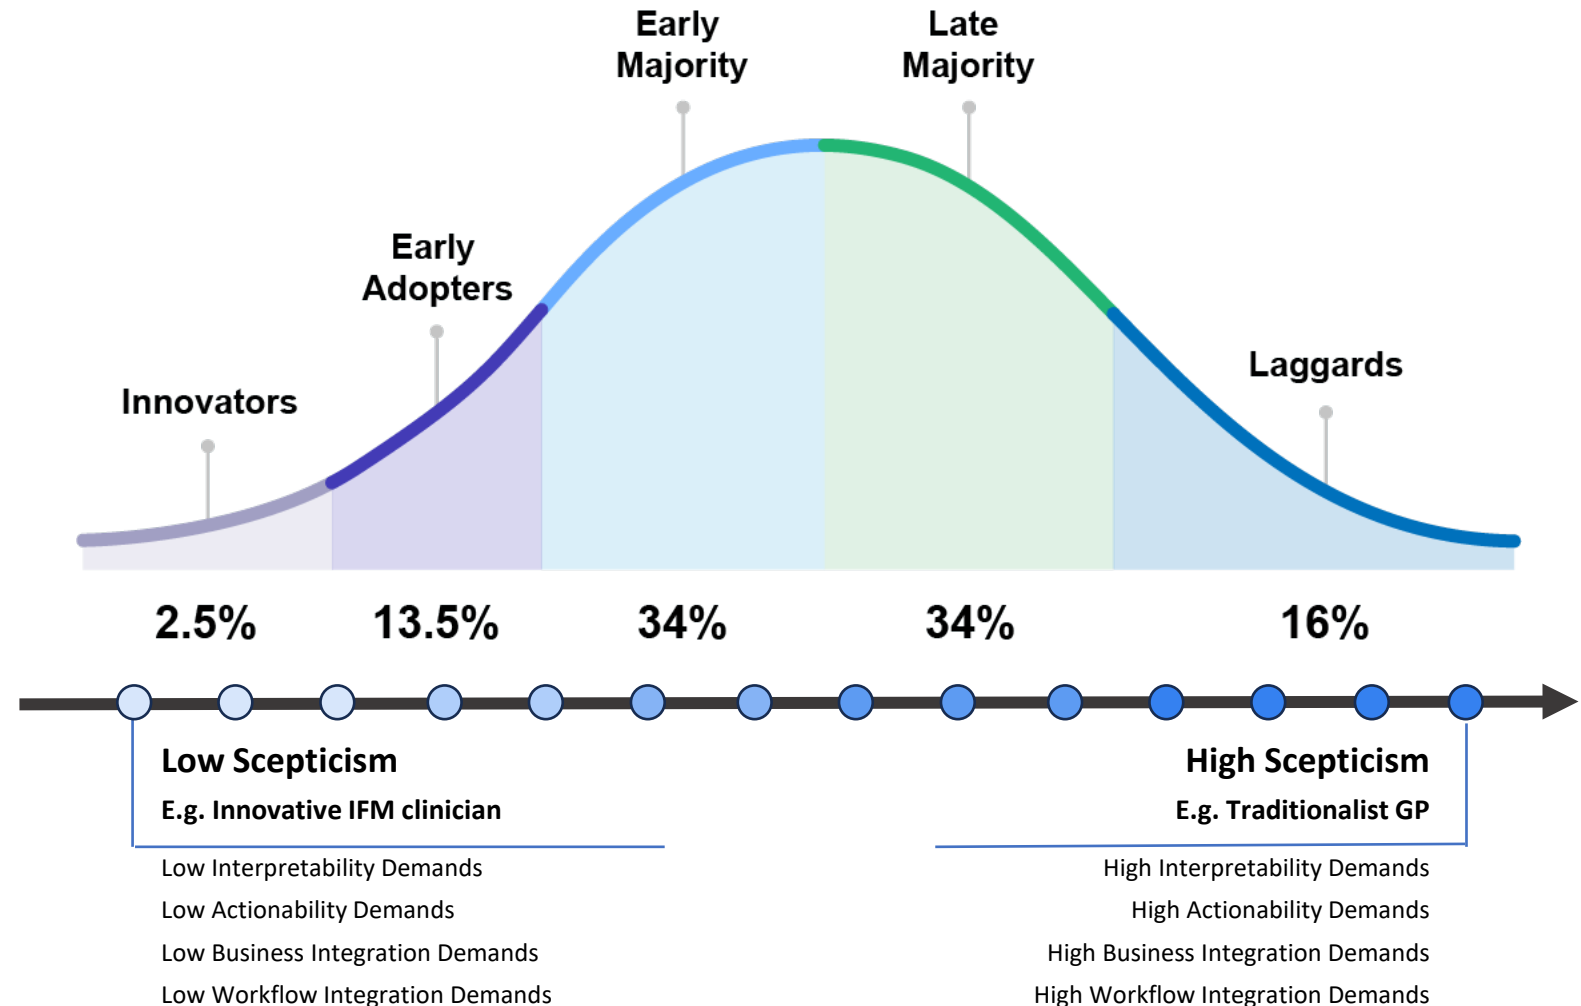 Early
Majority
Late
Majority
Early
Adopters
Innovators
Laggards
2.5%
13.5%
34%
34%
16%
Low Scepticism
E.g. Innovative IFM clinician
Low Interpretability Demands
Low Actionability Demands
Low Business Integration Demands
Low Workflow Integration Demands
High Scepticism
E.g. Traditionalist GP
High Interpretability Demands
High Actionability Demands
High Business Integration Demands
High Workflow Integration Demands